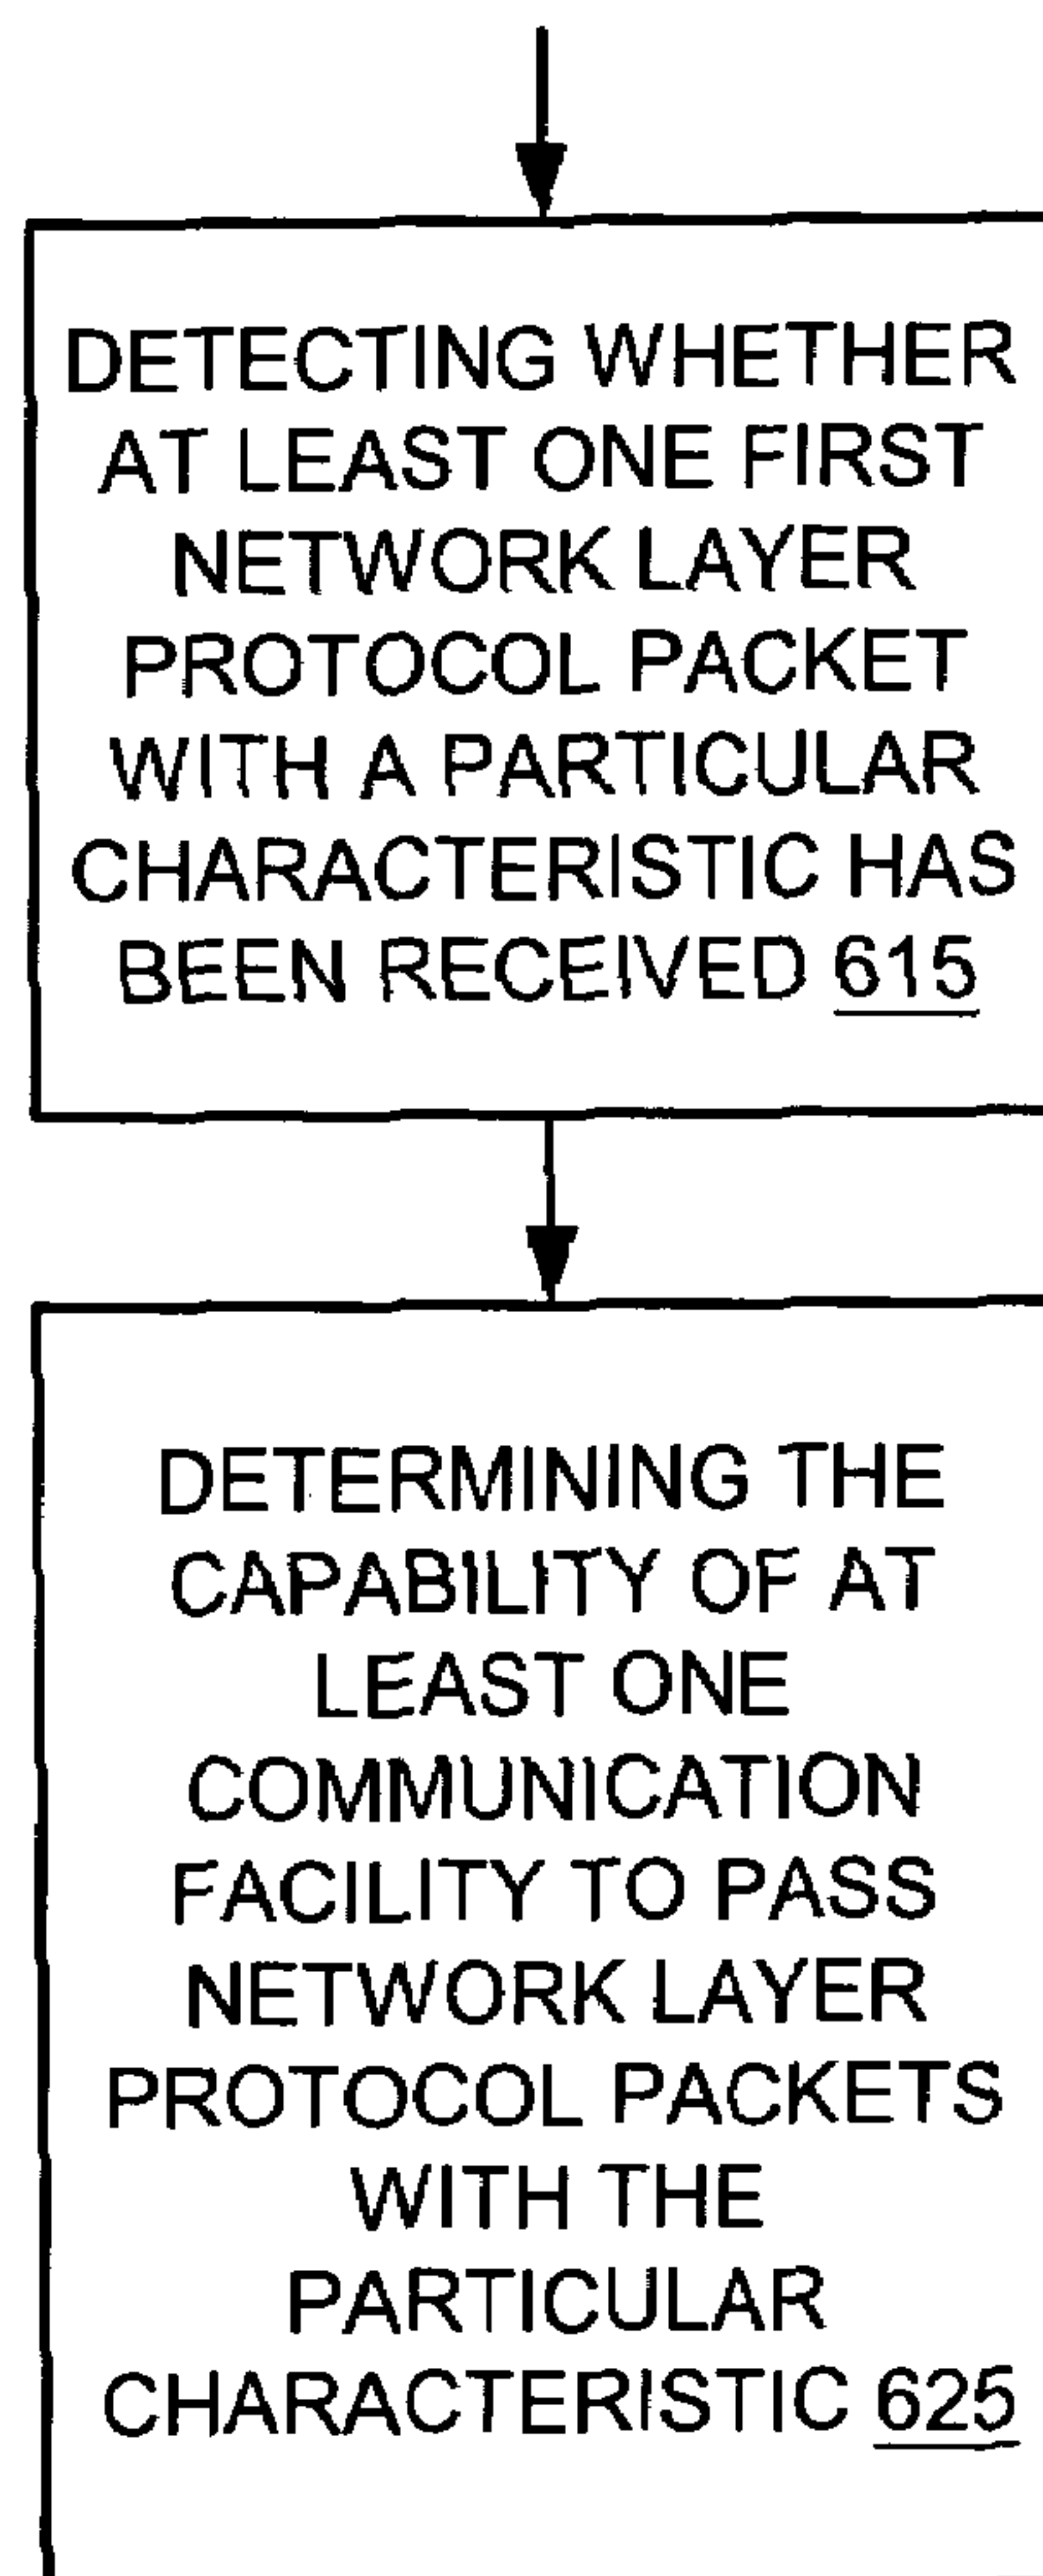 DETECTING WHETHER
AT LEAST ONE FIRST
NETWORK LAYER
PROTOCOL PACKET
WITH A PARTICULAR
CHARACTERISTIC HAS
BEEN RECEIVED 615
DETERMINING THE
CAPABILITY OF AT
LEAST ONE
COMMUNICATION
FACILITY TO PASS
NETWORK LAYER
PROTOCOL PACKETS
WITH THE
PARTICULAR
CHARACTERISTIC 625